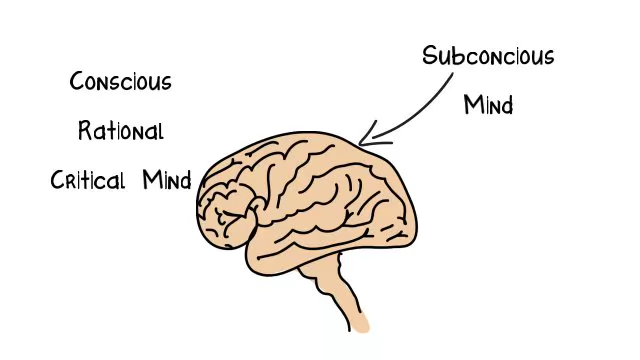 Conscious
Rational
Critical Mind
Subconcious
Mind